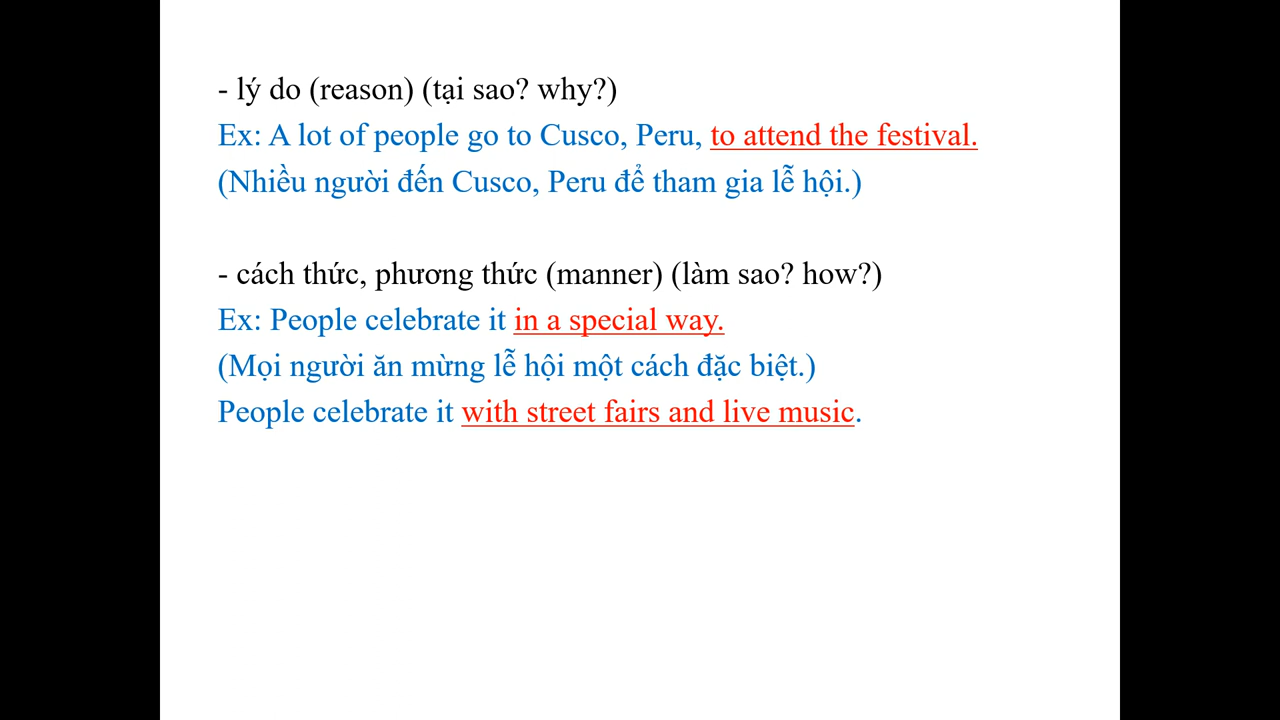 - lý do (reason) (tại sao? why?)
Ex: A lot of people go to Cusco, Peru, to attend the festival.
(Nhiều người đến Cusco, Peru để tham gia lễ hội.)
- cách thức, phương thức (manner) (làm sao? how?)
Ex: People celebrate it in a special way.
(Mọi người ăn mừng lễ hội một cách đặc biệt.)
People celebrate it with street fairs and live music.